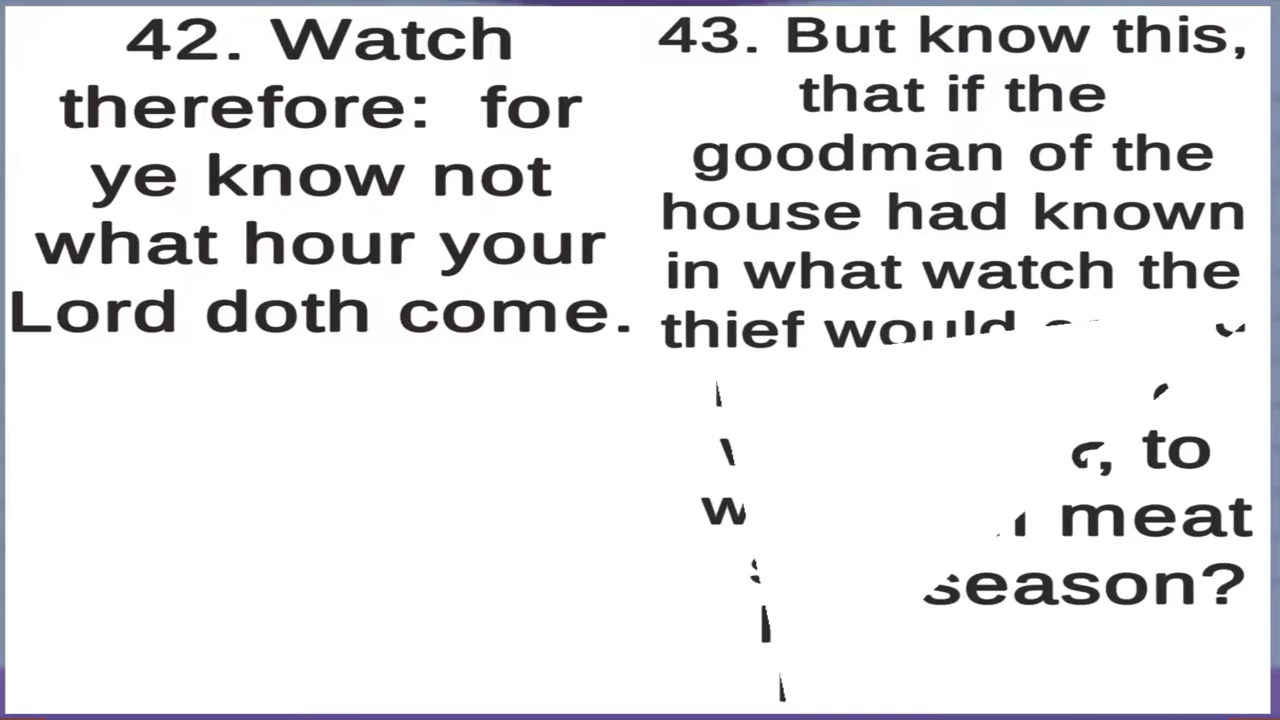 42. Watch
therefore: for
ye know not
what hour your
Lord doth come.
43. But know this,
that if the
goodman of the
house had known
in what watch the
thief would
to
meat
season?